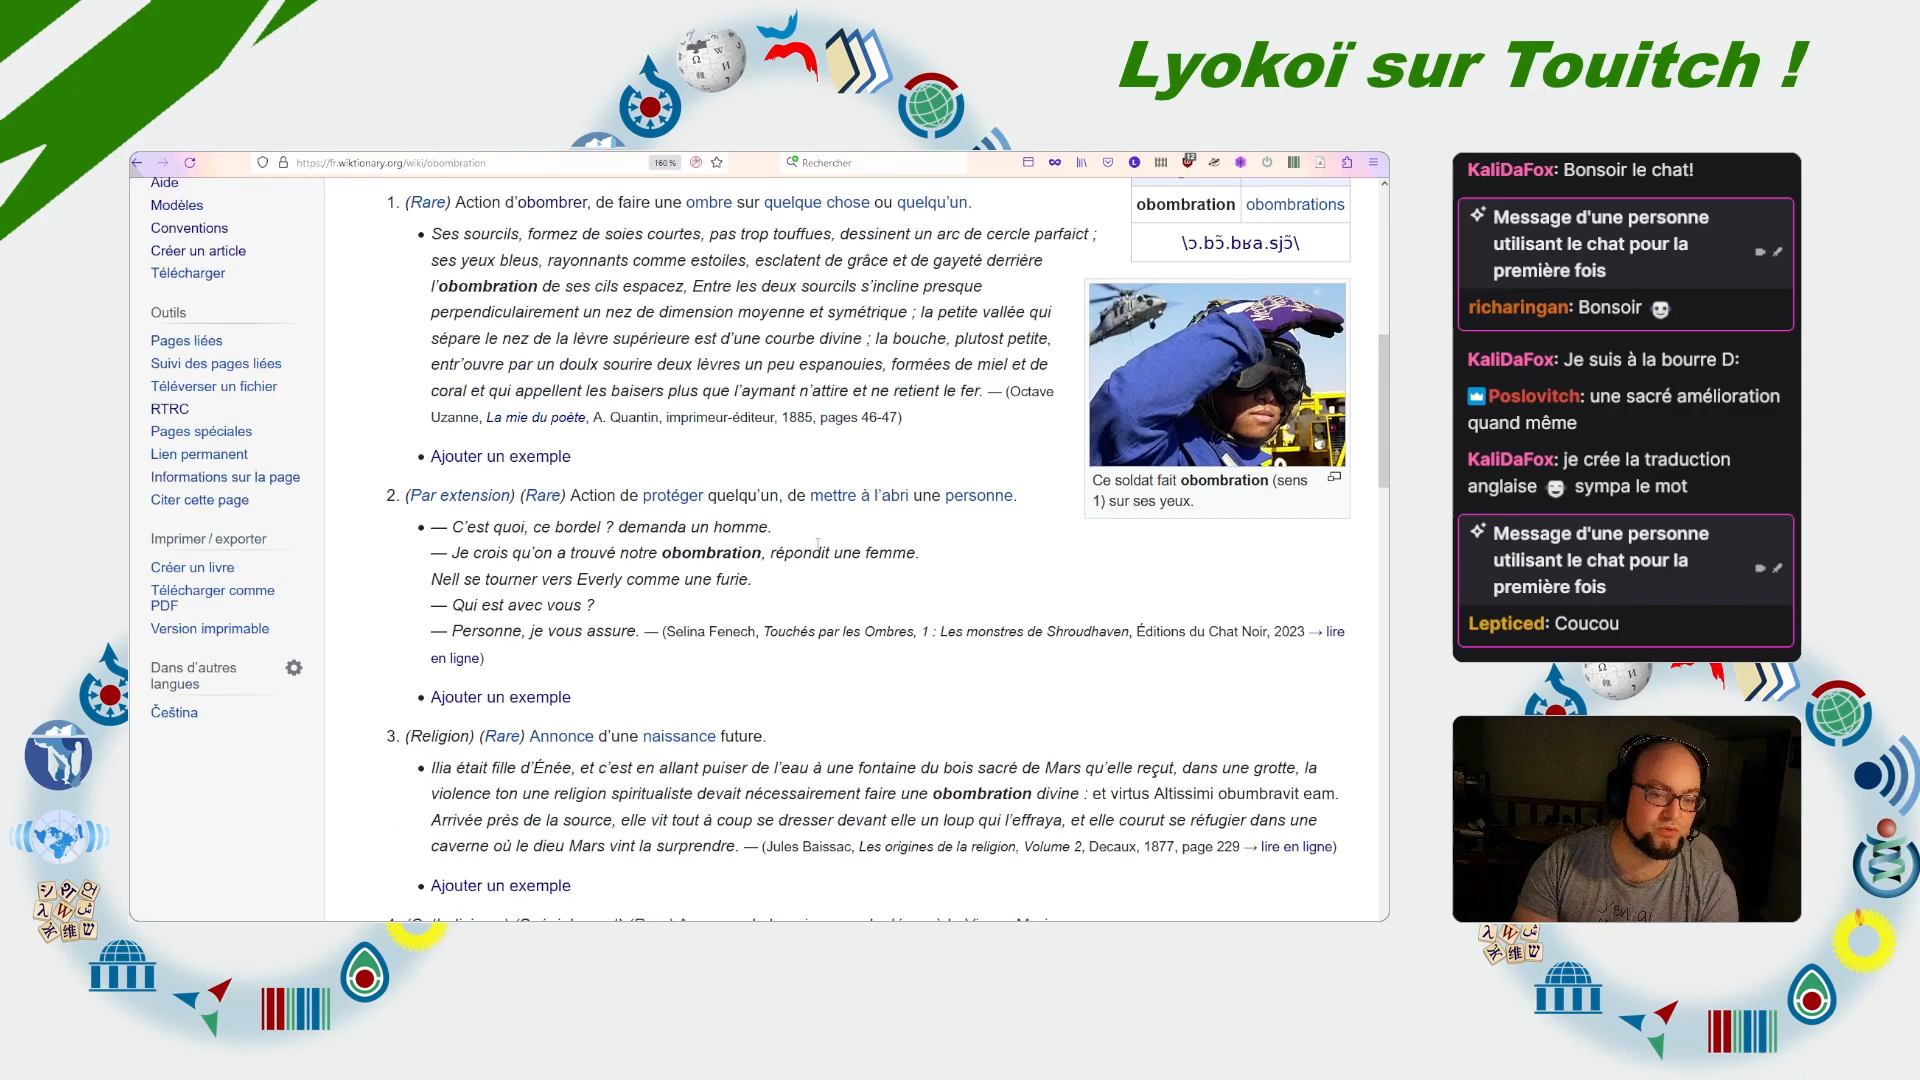 Lyokoï sur Touitch !
https://fr.wiktionary.org/wiki/obombration
160 %
Rechercher
Aide
Modèles
Conventions
Créer un article
Télécharger
Outils
Pages liées
Suivi des pages liées
Téléverser un fichier
RTRC
Pages spéciales
Lien permanent
Informations sur la page
Citer cette page
Imprimer / exporter
Créer un livre
Télécharger comme
PDF
Version imprimable
Dans d’autres
langues
Čeština
1. (Rare) Action d’obombrer, de faire une ombre sur quelque chose ou quelqu’un.
• Ses sourcils, formez de soies courtes, pas trop touffues, dessinent un arc de cercle parfaict ;
ses yeux bleus, rayonnants comme estoiles, esclatent de grâce et de gayeté derrière
l’obombration de ses cils espacez, Entre les deux sourcils s’incline presque
perpendiculairement un nez de dimension moyenne et symétrique ; la petite vallée qui
sépare le nez de la lèvre supérieure est d’une courbe divine ; la bouche, plutost petite,
entr’ouvre par un doulx sourire deux lèvres un peu espanouies, formées de miel et de
coral et qui appellent les baisers plus que l’aymant n’attire et ne retient le fer. — (Octave
Uzanne, La mie du poète, A. Quantin, imprimeur-éditeur, 1885, pages 46-47)
• Ajouter un exemple
2. (Par extension) (Rare) Action de protéger quelqu’un, de mettre à l’abri une personne.
• — C’est quoi, ce bordel ? demanda un homme.
— Je crois qu’on a trouvé notre obombration, répondit une femme.
Nell se tourner vers Everly comme une furie.
— Qui est avec vous ?
— Personne, je vous assure. — (Selina Fenech, Touchés par les Ombres, 1 : Les monstres de Shroudhaven, Éditions du Chat Noir, 2023 → lire
en ligne)
• Ajouter un exemple
3. (Religion) (Rare) Annonce d’une naissance future.
• Ilia était fille d’Énée, et c’est en allant puiser de l’eau à une fontaine du bois sacré de Mars qu’elle reçut, dans une grotte, la
violence ton une religion spiritualiste devait nécessairement faire une obombration divine : et virtus Altissimi obumbravit eam.
Arrivée près de la source, elle vit tout à coup se dresser devant elle un loup qui l’effraya, et elle courut se réfugier dans une
caverne où le dieu Mars vint la surprendre. — (Jules Baissac, Les origines de la religion, Volume 2, Decaux, 1877, page 229 → lire en ligne)
• Ajouter un exemple
obombration obombrations
\ɔ.bɔ̃.bʁa.sjɔ̃\
Ce soldat fait obombration (sens
1) sur ses yeux.
KaliDaFox: Bonsoir le chat!
Message d'une personne
utilisant le chat pour la
première fois
richaringan: Bonsoir
KaliDaFox: Je suis à la bourre D:
Poslovitch: une sacré amélioration
quand même
KaliDaFox: je crée la traduction
anglaise sympa le mot
Message d'une personne
utilisant le chat pour la
première fois
Lepticed: Coucou